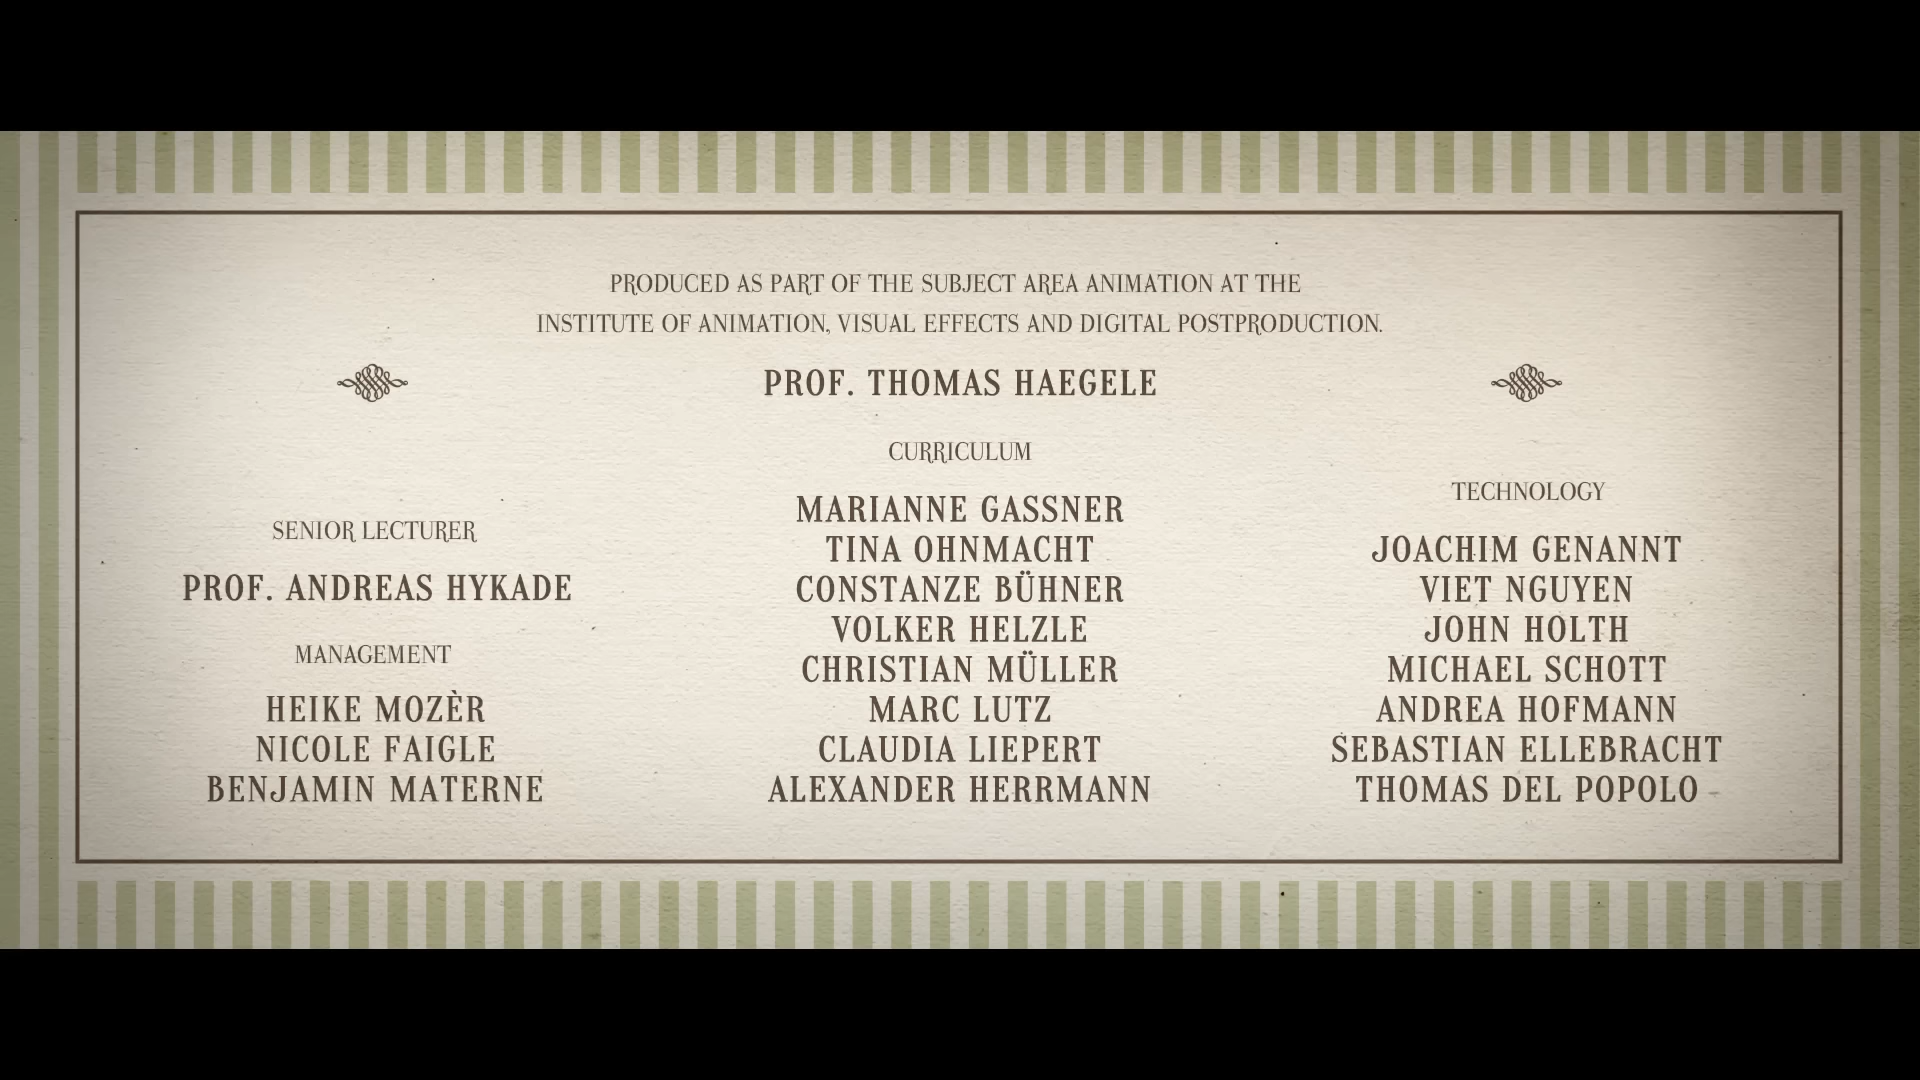 PRODUCED AS PART OF THE SUBJECT AREA ANIMATION AT THE
INSTITUTE OF ANIMATION, VISUAL EFFECTS AND DIGITAL POSTPRODUCTION.
PROF. THOMAS HAEGELE
SENIOR LECTURER
PROF. ANDREAS HYKADE
MANAGEMENT
HEIKE MOZÈR
NICOLE FAIGLE
BENJAMIN MATERNE
CURRICULUM
MARIANNE GASSNER
TINA OHNMACHT
CONSTANZE BÜHNER
VOLKER HELZLE
CHRISTIAN MÜLLER
MARC LUTZ
CLAUDIA LIEPERT
ALEXANDER HERRMANN
TECHNOLOGY
JOACHIM GENANNT
VIET NGUYEN
JOHN HOLTH
MICHAEL SCHOTT
ANDREA HOFMANN
SEBASTIAN ELLEBRACHT
THOMAS DEL POPOLO